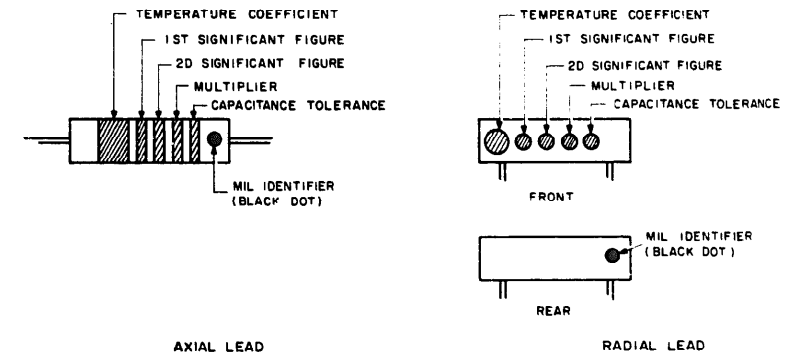 TEMPERATURE COEFFICIENT
1ST SIGNIFICANT FIGURE
2D SIGNIFICANT FIGURE
MULTIPLIER
CAPACITANCE TOLERANCE
MIL IDENTIFIER
(BLACK DOT)
AXIAL LEAD
TEMPERATURE COEFFICIENT
1ST SIGNIFICANT FIGURE
2D SIGNIFICANT FIGURE
MULTIPLIER
CAPACITANCE TOLERANCE
FRONT
MIL IDENTIFIER
(BLACK DOT)
REAR
RADIAL LEAD